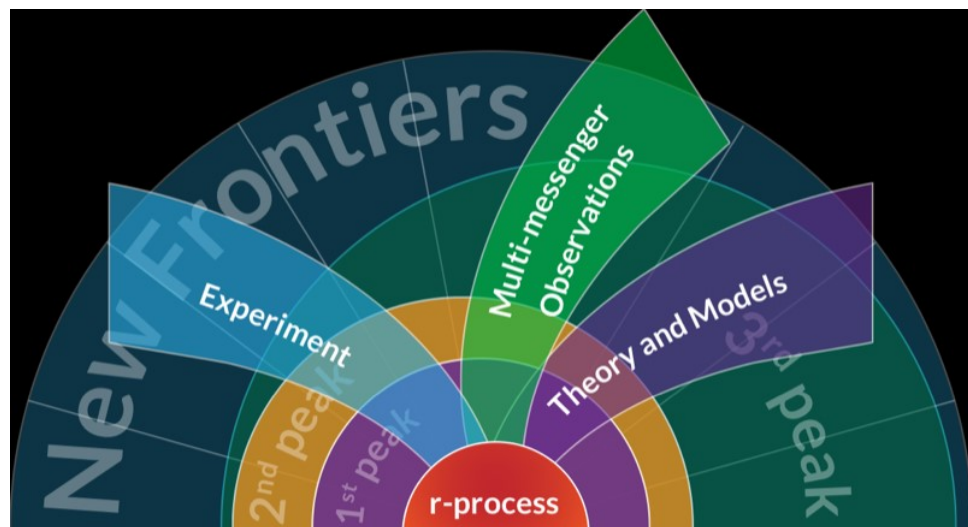 New Frontiers
Multi-messenger
Observations
Experiment
Theory and Models
3rd peak
2nd peak
1st peak
r-process